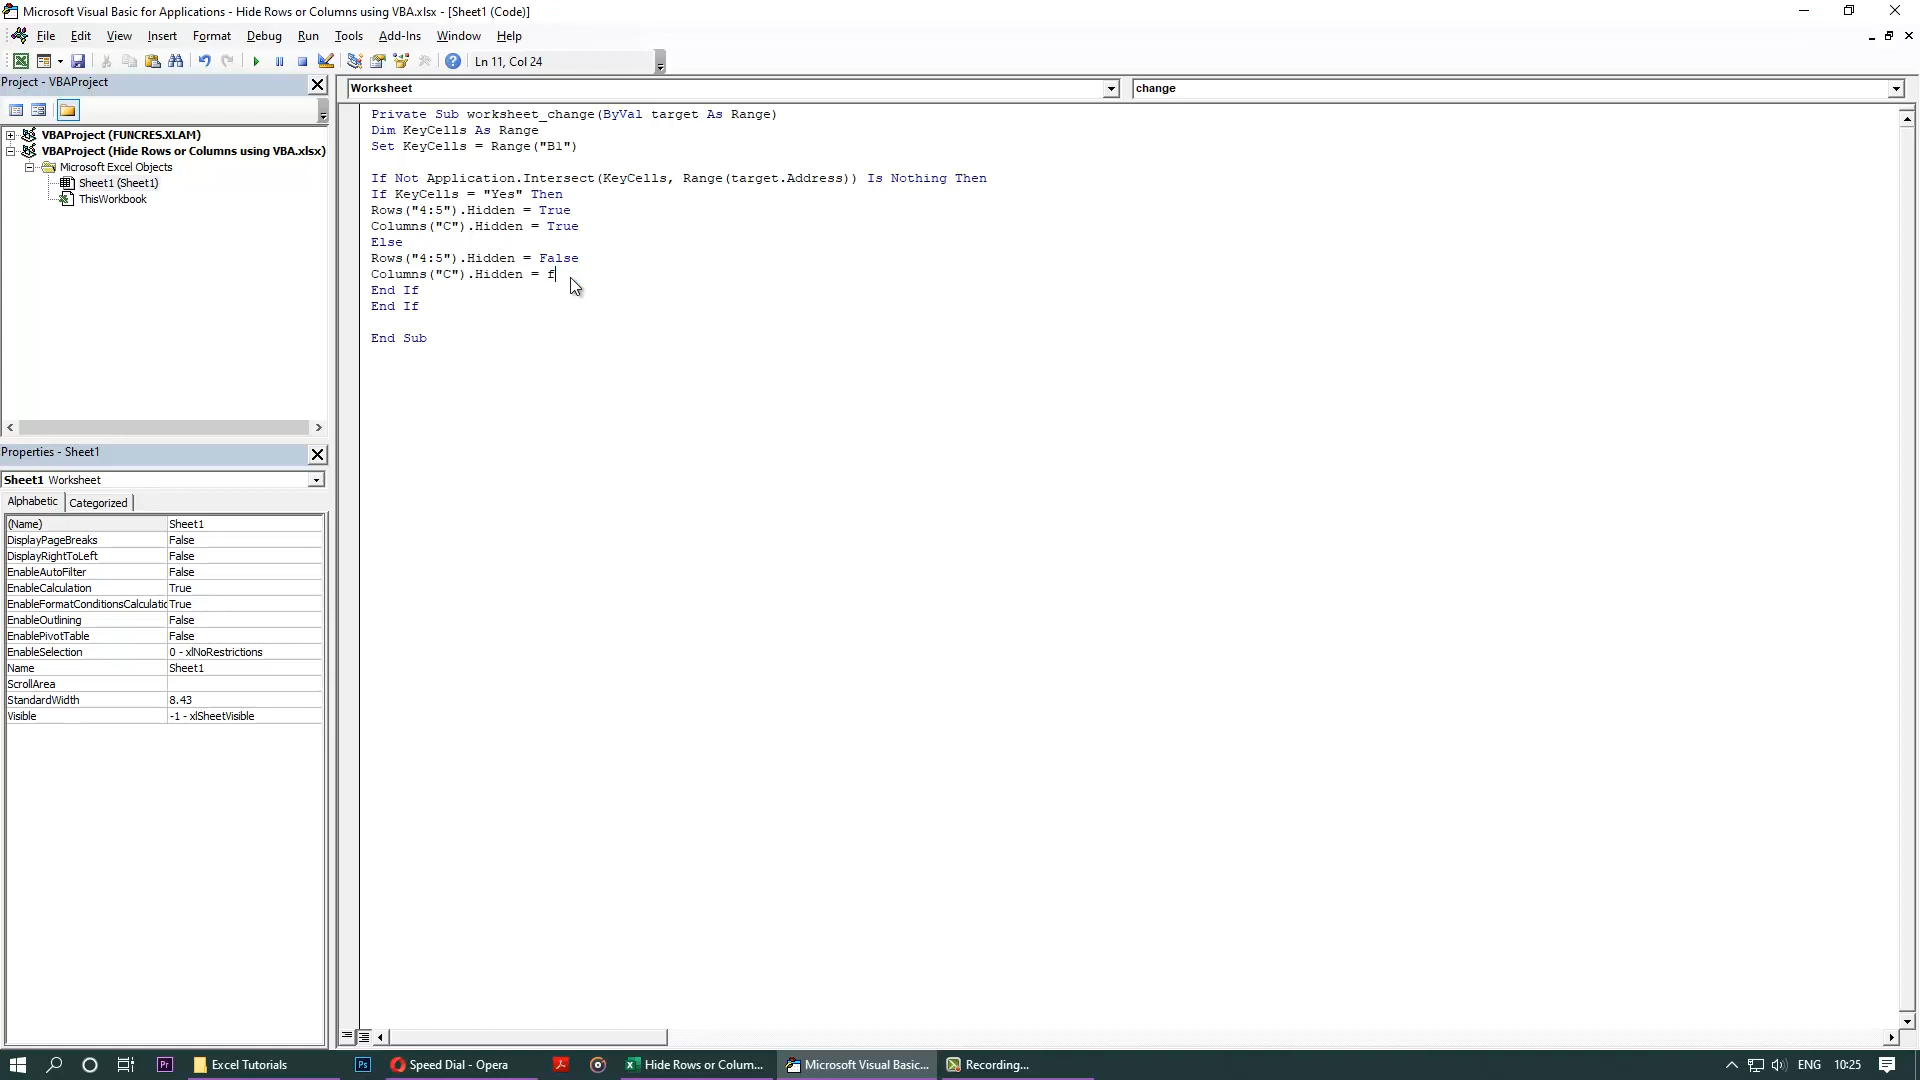 Microsoft Visual Basic for Applications - Hide Rows or Columns using VBA.xlsx - [Sheet1 (Code)]
File Edit View Insert Format Debug Run Tools Add-Ins Window Help
Ln 11, Col 24
Project - VBAProject
VBAProject (FUNCRES.XLAM)
VBAProject (Hide Rows or Columns using VBA.xlsx)
Microsoft Excel Objects
Sheet1 (Sheet1)
ThisWorkbook
Properties - Sheet1
Sheet1 Worksheet
Alphabetic Categorized
(Name) Sheet1
DisplayPageBreaks False
DisplayRightToLeft False
EnableAutoFilter False
EnableCalculation True
EnableFormatConditionsCalculatic True
EnableOutlining False
EnablePivotTable False
EnableSelection 0 - xlNoRestrictions
Name Sheet1
ScrollArea
StandardWidth 8.43
Visible -1 - xlSheetVisible
Worksheet change
Private Sub worksheet_change(ByVal target As Range)
Dim KeyCells As Range
Set KeyCells = Range("B1")
If Not Application.Intersect(KeyCells, Range(target.Address)) Is Nothing Then
If KeyCells = "Yes" Then
Rows("4:5").Hidden = True
Columns("C").Hidden = True
Else
Rows("4:5").Hidden = False
Columns("C").Hidden = f
End If
End If
End Sub
Pr Excel Tutorials Ps Speed Dial - Opera Hide Rows or Colum... Microsoft Visual Basic... Recording... ENG 10:25